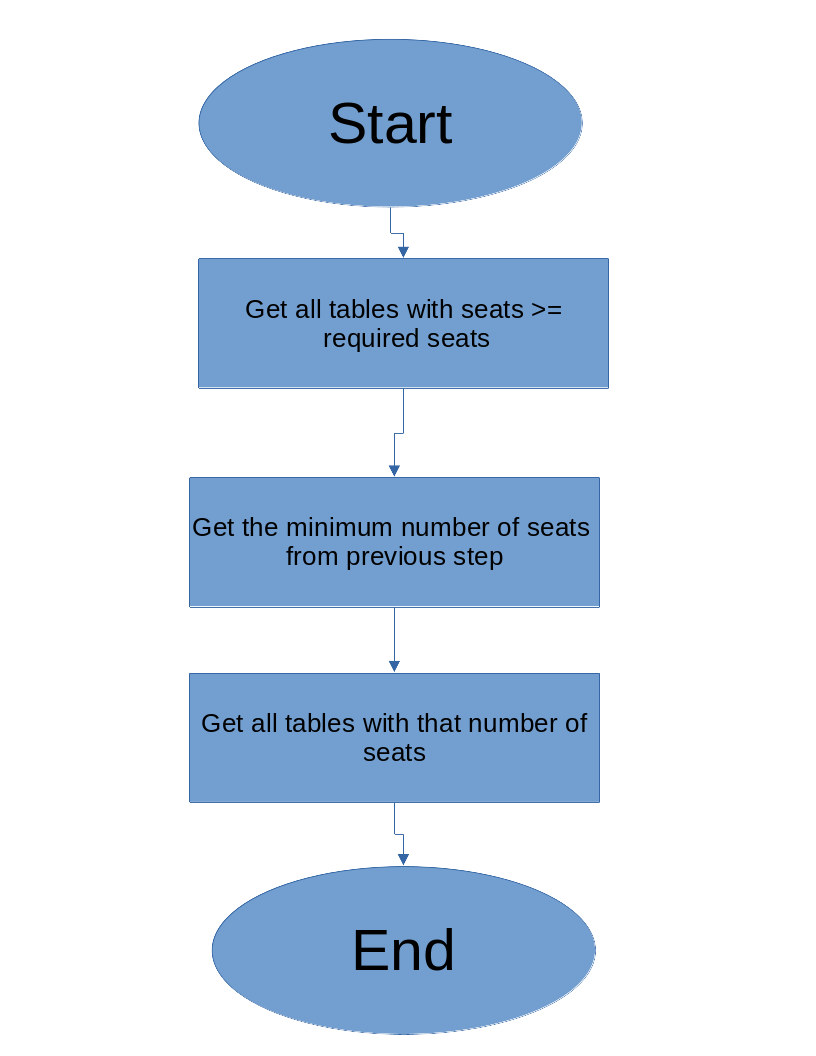 Start
Get all tables with seats >=
required seats
Get the minimum number of seats
from previous step
Get all tables with that number of
seats
End